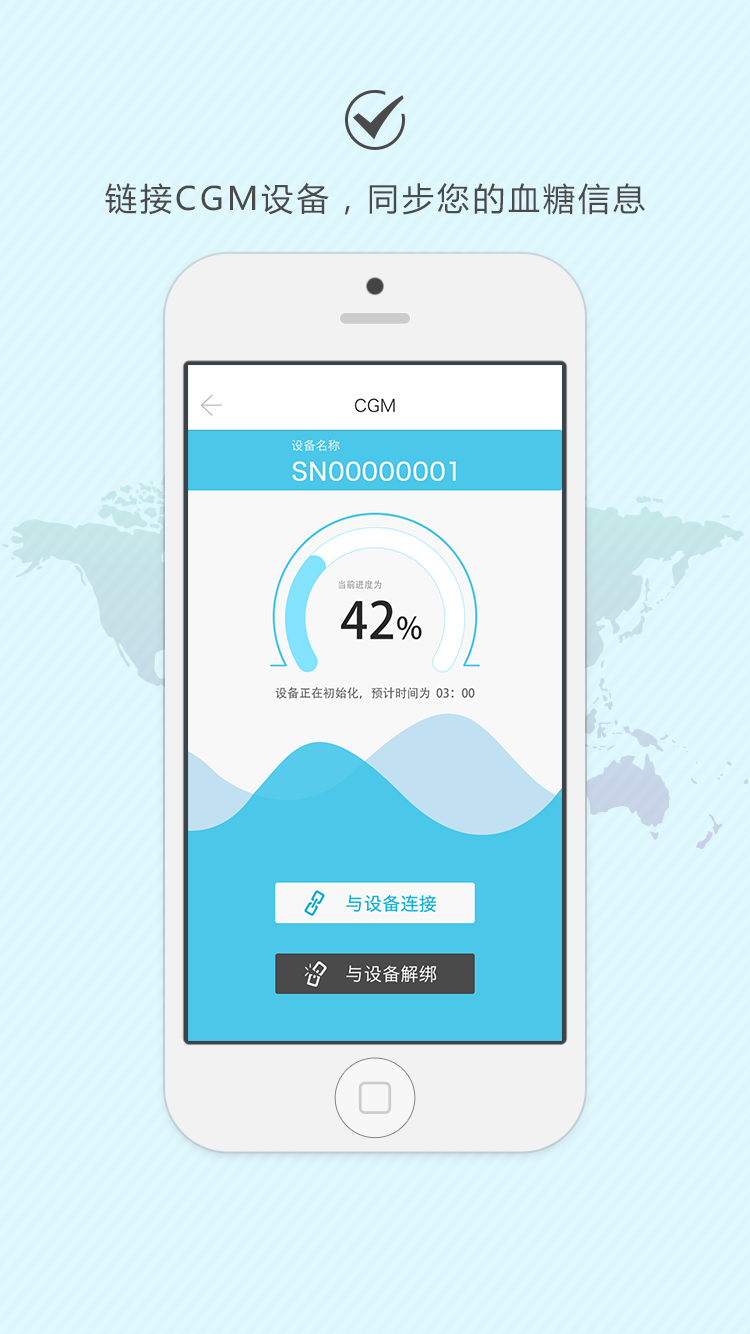 链接CGM设备，同步您的血糖信息
CGM
设备名称
SN00000001
当前进度为
42%
设备正在初始化, 预计时间为 03: 00
与设备连接
与设备解绑